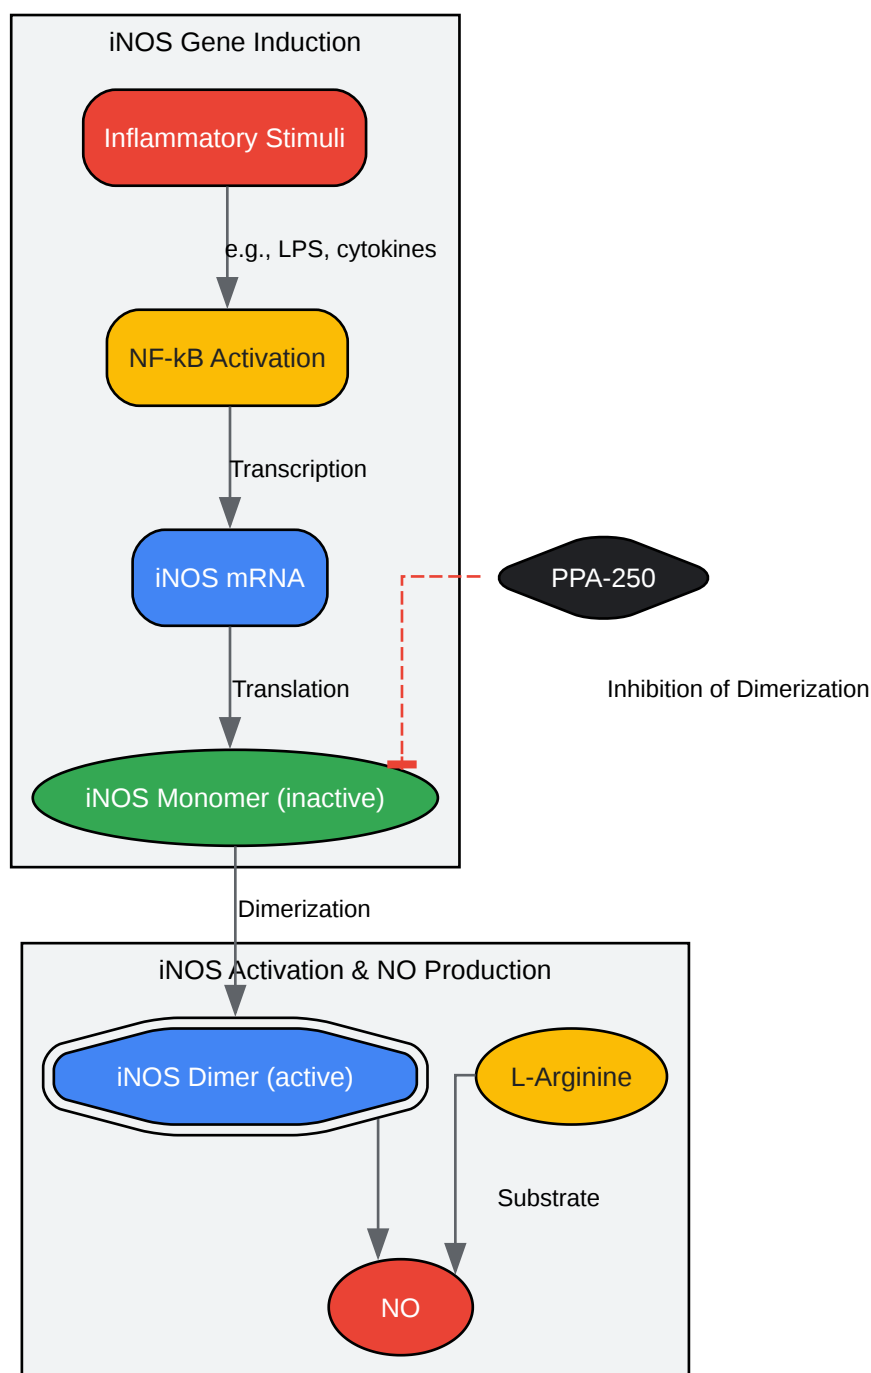 iNOS Gene Induction
Inflammatory Stimuli
e.g., LPS, cytokines
NF-kB Activation
Transcription
iNOS mRNA
PPA-250
Translation
Inhibition of Dimerization
iNOS Monomer (inactive)
Dimerization
iNOS Activation & NO Production
iNOS Dimer (active)
L-Arginine
Substrate
NO